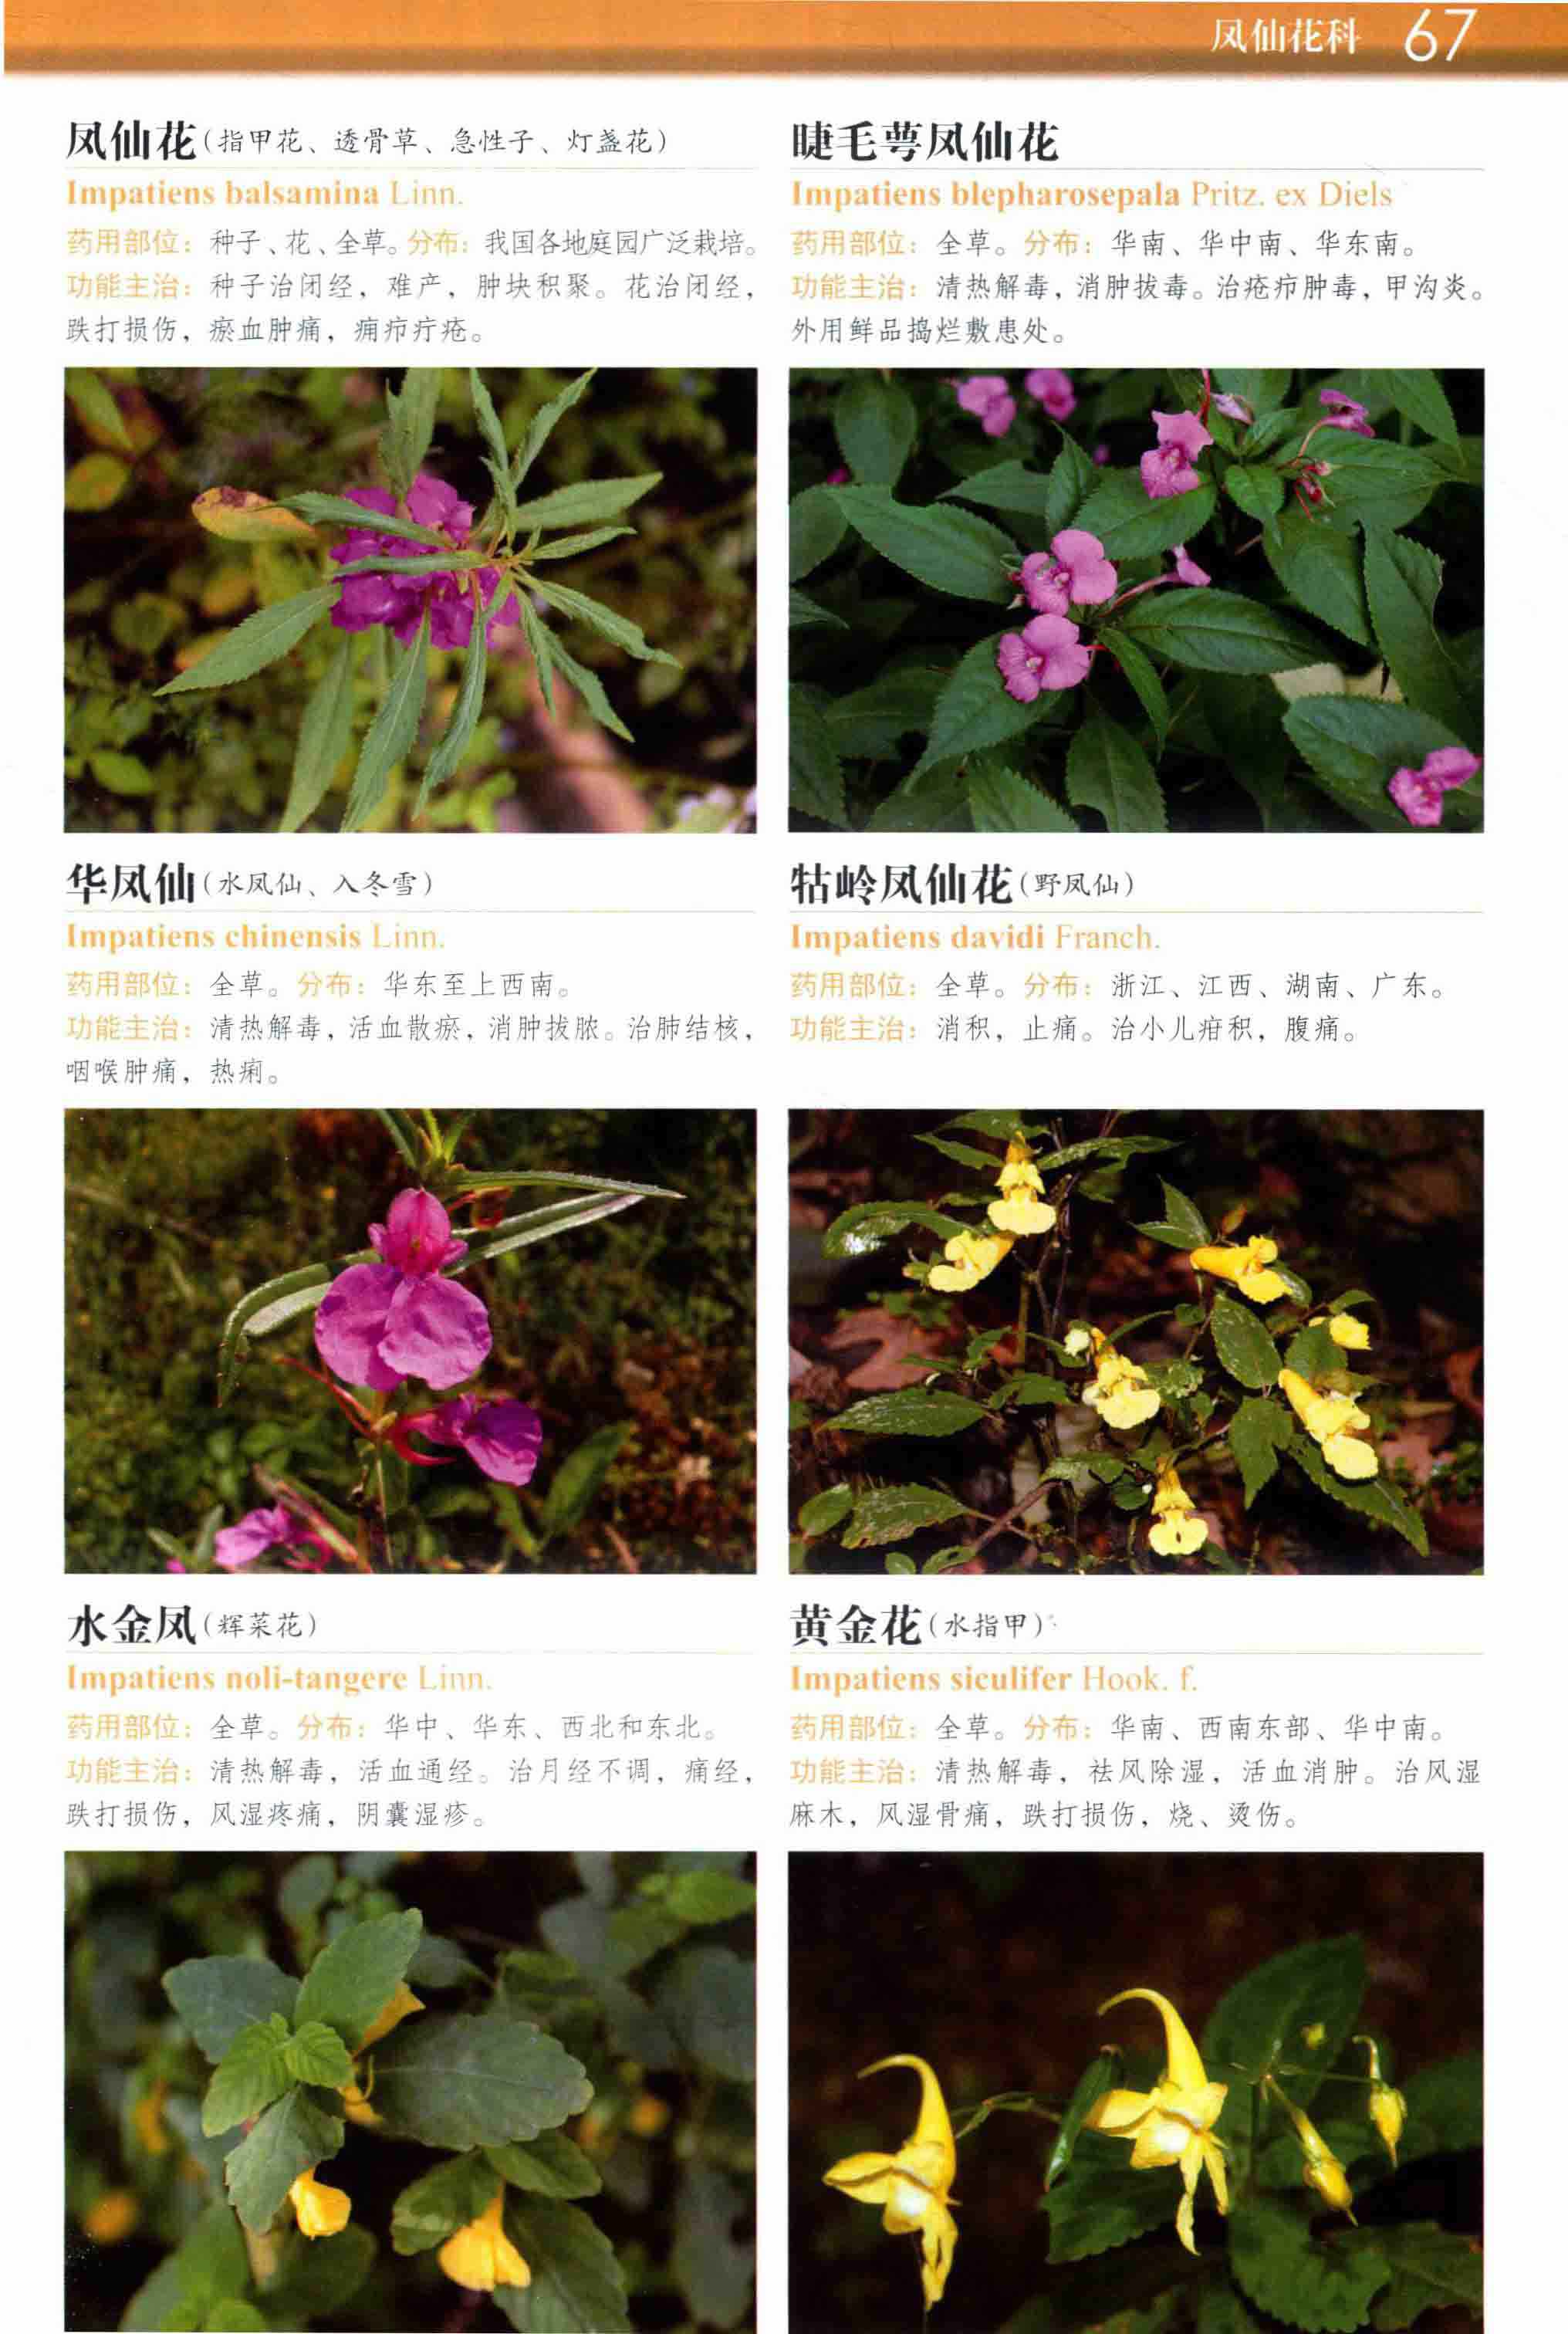 凤仙花科 67
凤仙花(指甲花、透骨草、急性子、灯盏花)
Impatiens balsamina Linn.
药用部位：种子、花、全草。分布：我国各地庭园广泛栽培。
功能主治：种子治闭经，难产，肿块积聚。花治闭经，
跌打损伤，瘀血肿痛，痈疖疔疮。
睫毛萼凤仙花
Impatiens blepharosepala Pritz. ex Diels
药用部位：全草。分布：华南、华中南、华东南。
功能主治：清热解毒，消肿拔毒。治疮疖肿毒，甲沟炎。
外用鲜品捣烂敷患处。
华凤仙(水凤仙、入冬雪)
Impatiens chinensis Linn.
药用部位：全草。分布：华东至上西南。
功能主治：清热解毒，活血散瘀，消肿拔脓。治肺结核，
咽喉肿痛，热痢。
牯岭凤仙花(野凤仙)
Impatiens davidi Franch.
药用部位：全草。分布：浙江、江西、湖南、广东。
功能主治：消积，止痛。治小儿疳积，腹痛。
水金凤(辉菜花)
Impatiens noli-tangere Linn.
药用部位：全草。分布：华中、华东、西北和东北。
功能主治：清热解毒，活血通经。治月经不调，痛经，
跌打损伤，风湿疼痛，阴囊湿疹。
黄金花(水指甲)
Impatiens siculifer Hook. f.
药用部位：全草。分布：华南、西南东部、华中南。
功能主治：清热解毒，祛风除湿，活血消肿。治风湿
麻木，风湿骨痛，跌打损伤，烧、烫伤。